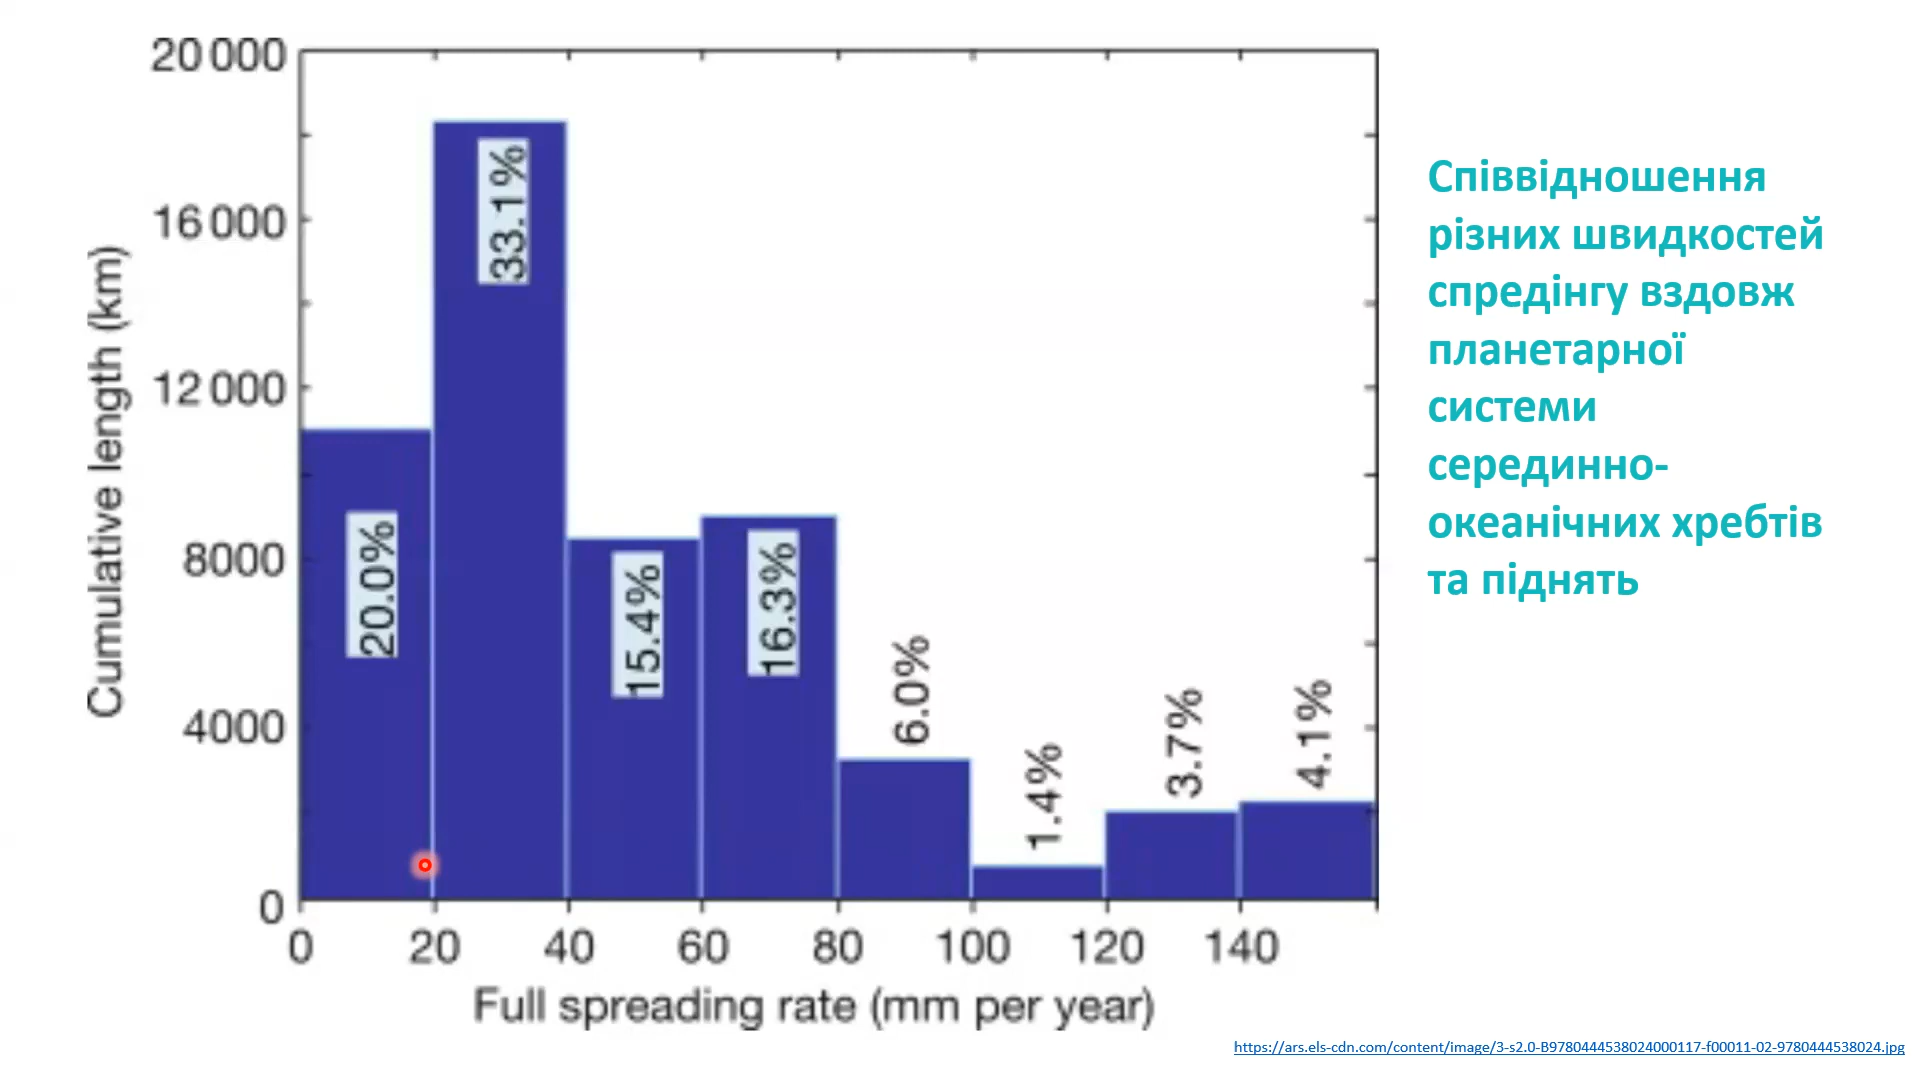 20 000
16 000
12 000
8000
4000
0
Cumulative length (km)
20.0%
33.1%
15.4%
16.3%
6.0%
1.4%
3.7%
4.1%
0 20 40 60 80 100 120 140
Full spreading rate (mm per year)
Співвідношення
різних швидкостей
спредінгу вздовж
планетарної
системи
серединно-
океанічних хребтів
та піднять
https://ars.els-cdn.com/content/image/3-s2.0-B9780444538024000117-f00011-02-9780444538024.jpg